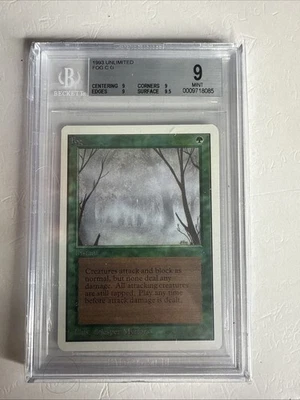 1993 UNLIMITED
FOG C G
CENTERING 9 CORNERS 9
EDGES 9 SURFACE 9.5
9
MINT
0009718085
BECKETT
Fog
Creatures attack and block as
normal, but none deal any
damage. All attacking creatures
are still tapped. Play any time
before attack damage is dealt.